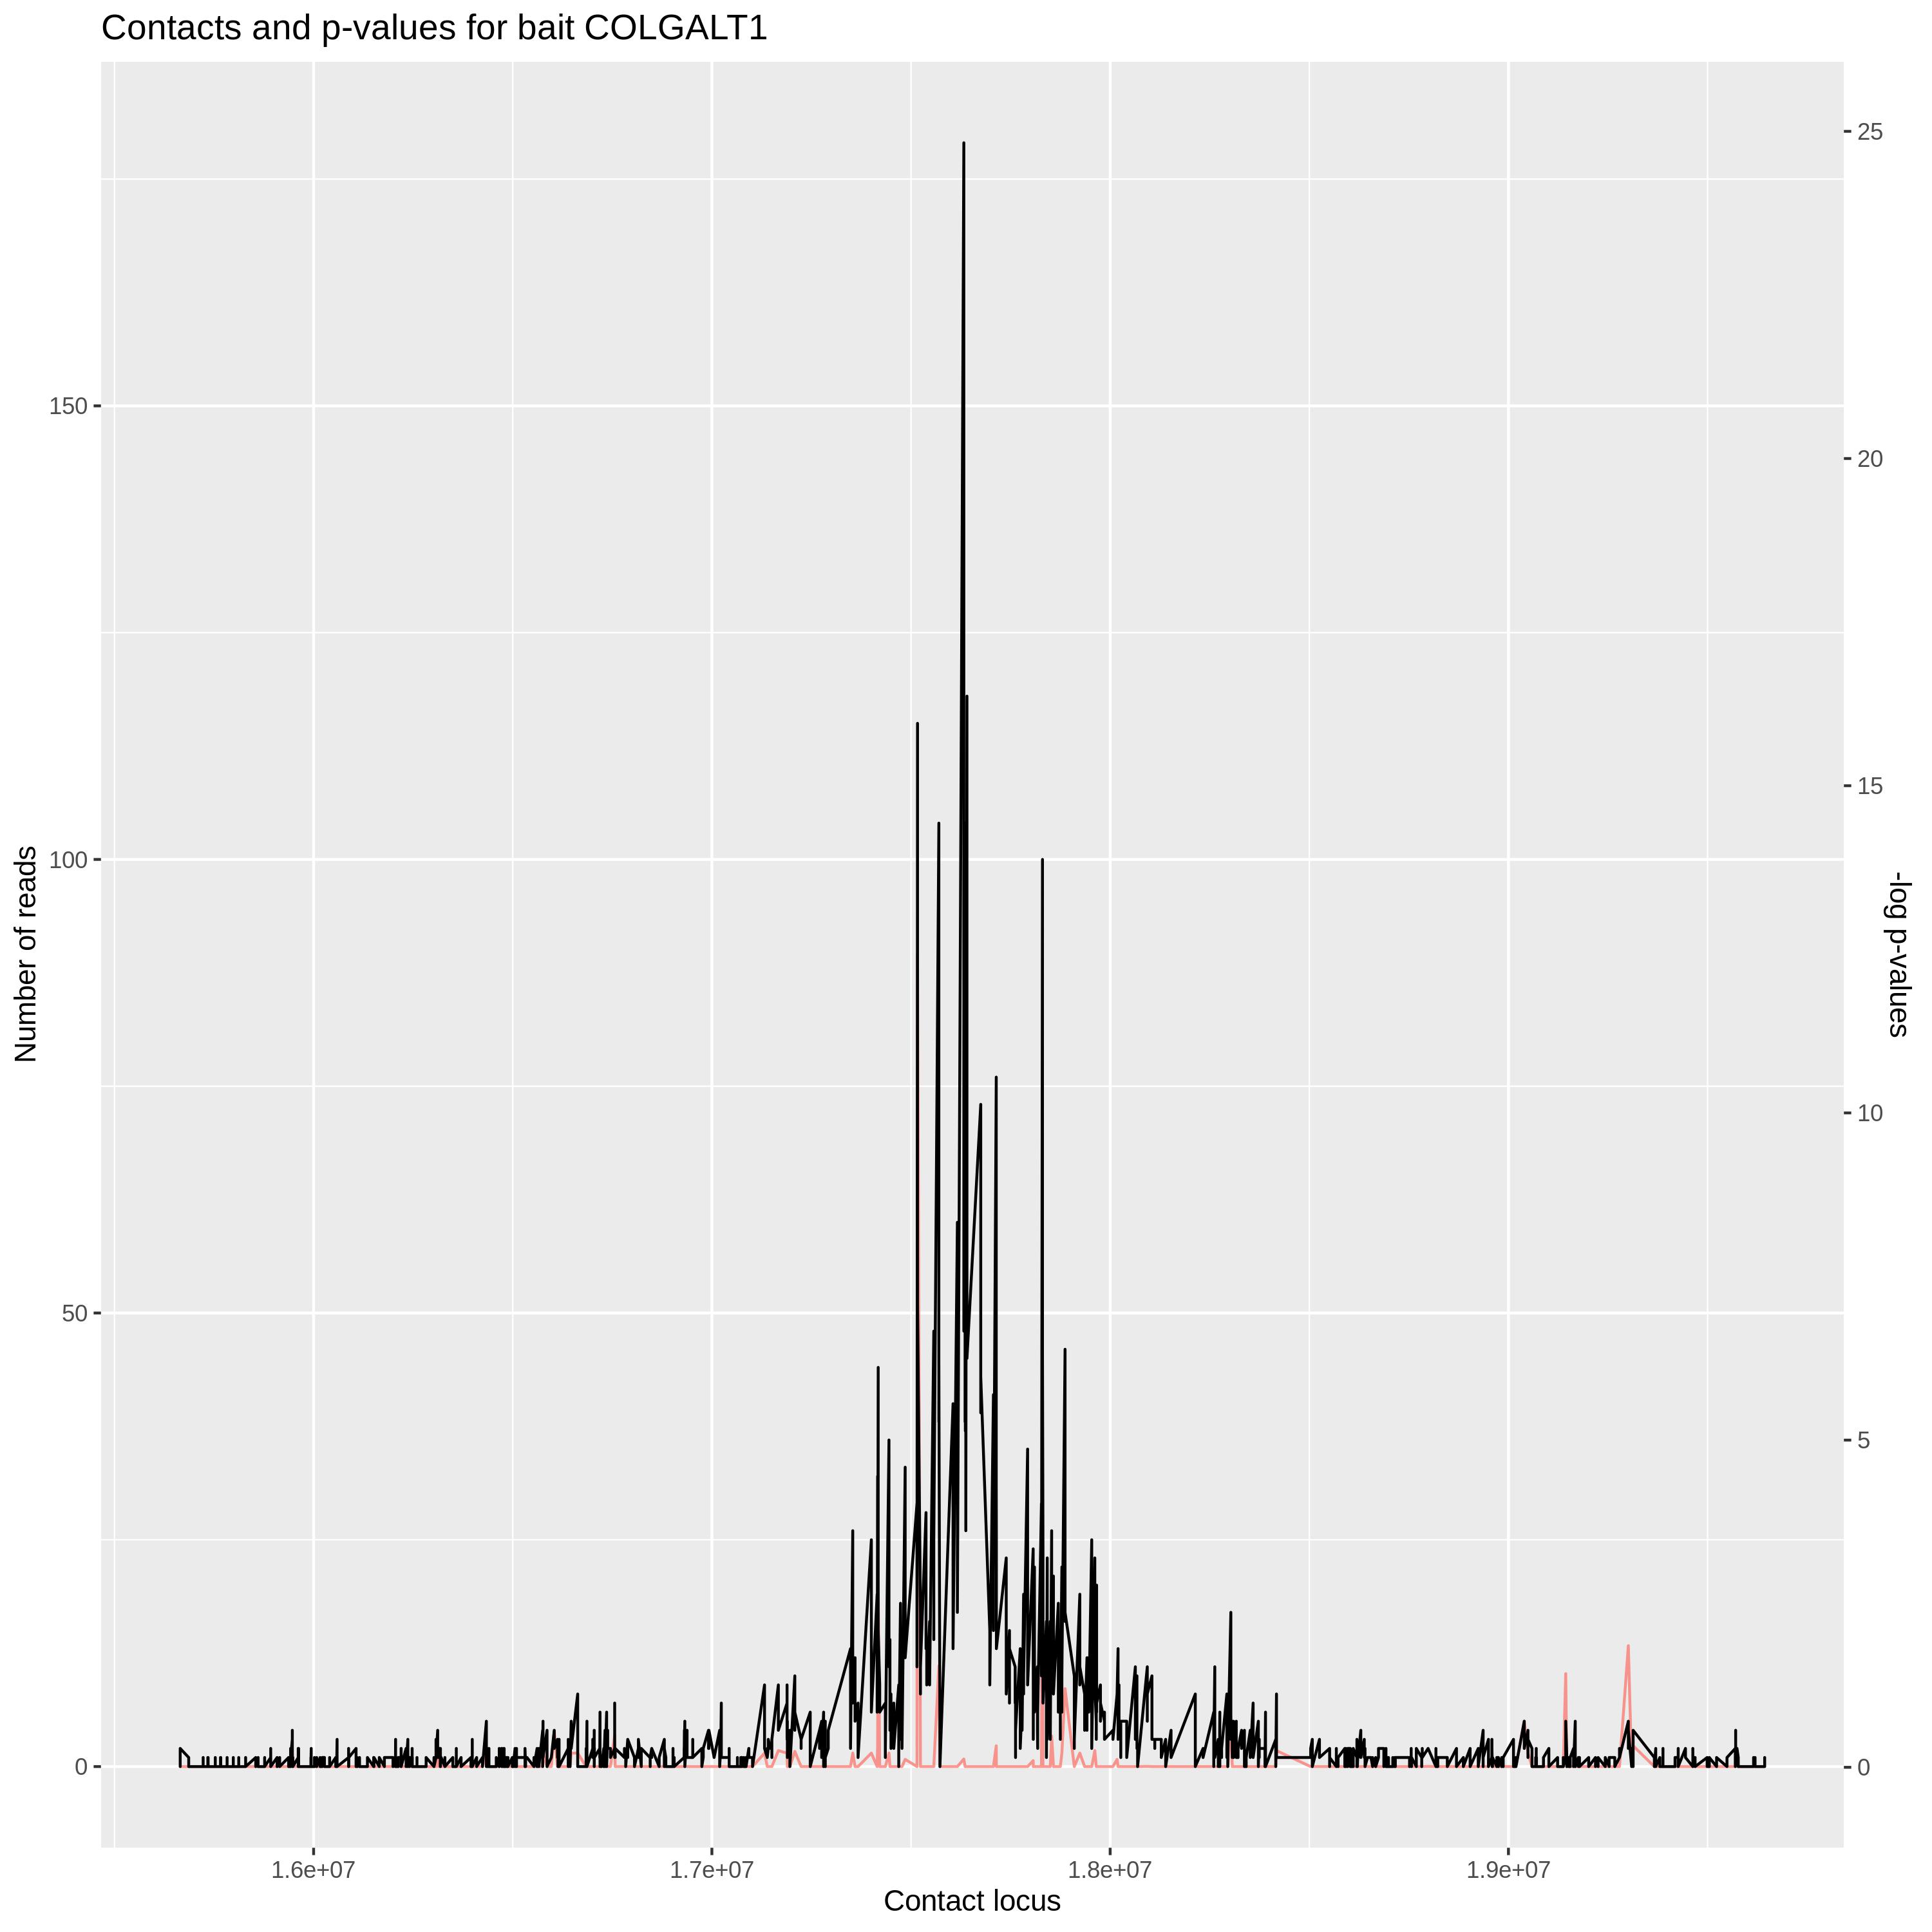 Contacts and p-values for bait COLGALT1
150
100
50
0
25
20
15
10
5
0
Number of reads
-log p-values
1.6e+07
1.7e+07
1.8e+07
1.9e+07
Contact locus